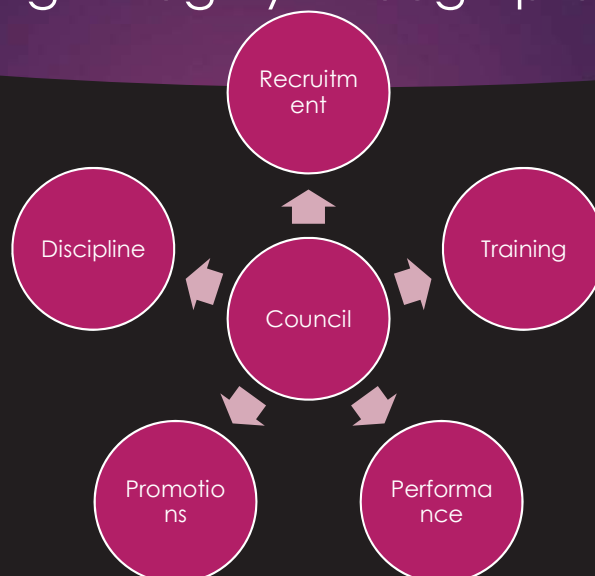 Recruitm
ent
Discipline
Training
Council
Promotio
ns
Performa
nce